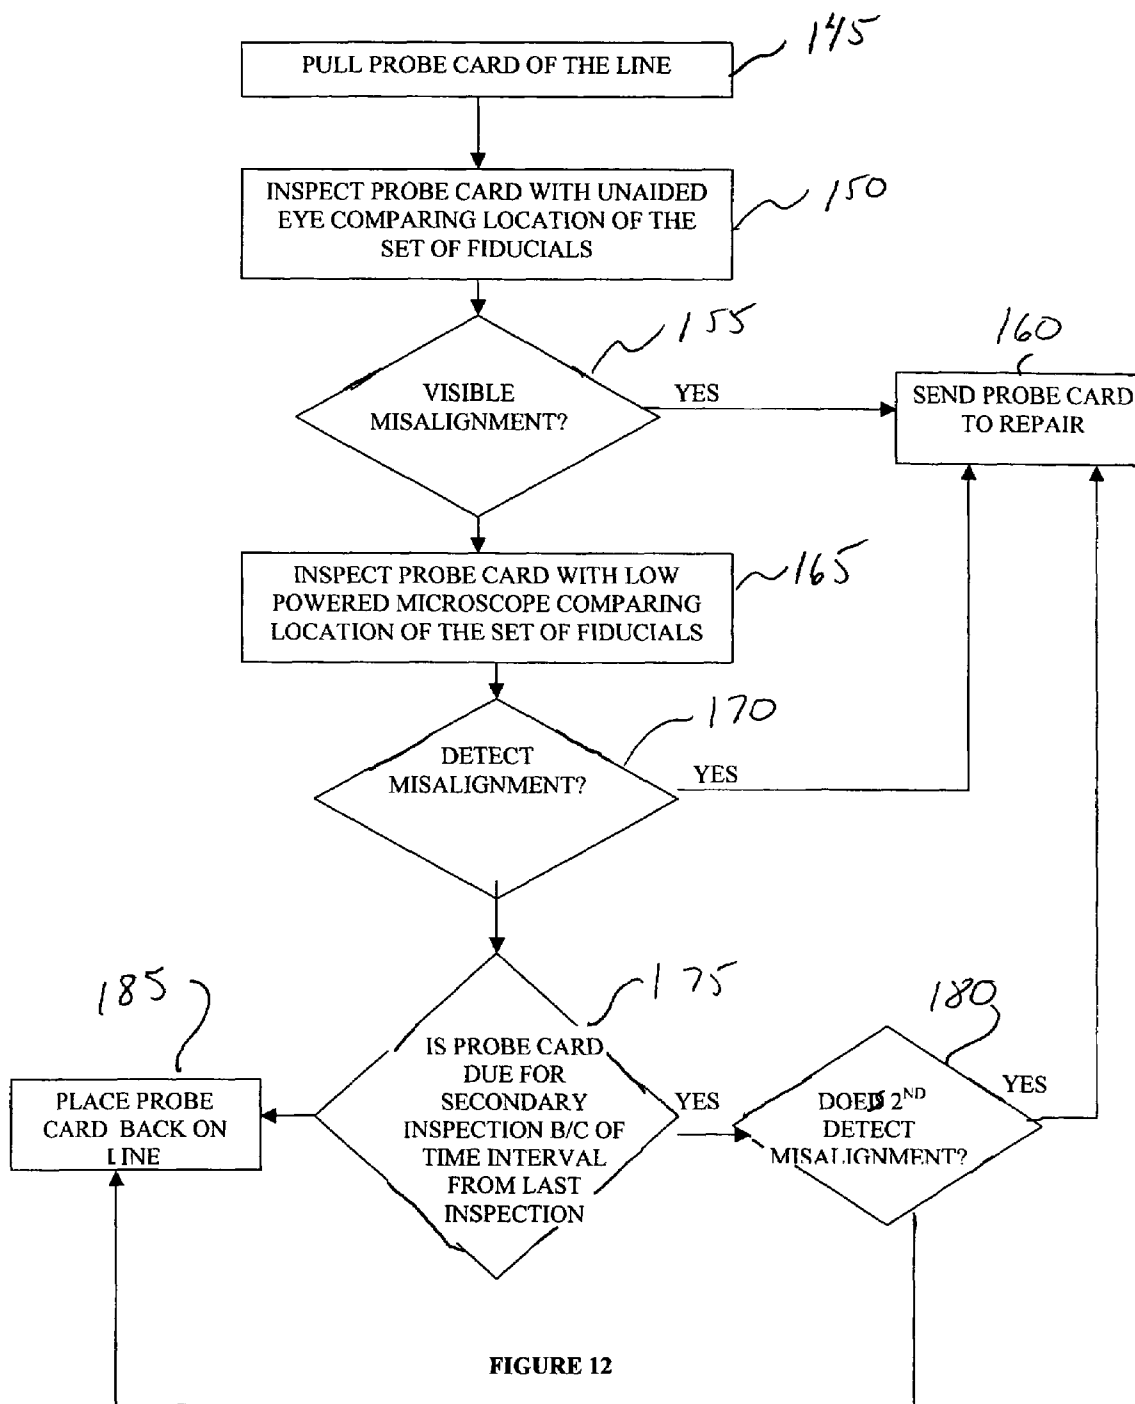 145
PULL PROBE CARD OF THE LINE
150
INSPECT PROBE CARD WITH UNAIDED
EYE COMPARING LOCATION OF THE
SET OF FIDUCIALS
155
160
VISIBLE
MISALIGNMENT?
YES
SEND PROBE CARD
TO REPAIR
165
INSPECT PROBE CARD WITH LOW
POWERED MICROSCOPE COMPARING
LOCATION OF THE SET OF FIDUCIALS
170
DETECT
MISALIGNMENT?
YES
175
185
180
IS PROBE CARD
DUE FOR
SECONDARY
INSPECTION B/C OF
TIME INTERVAL
FROM LAST
INSPECTION
YES
PLACE PROBE
CARD BACK ON
LINE
DOES 2ND
DETECT
MISALIGNMENT?
YES
FIGURE 12